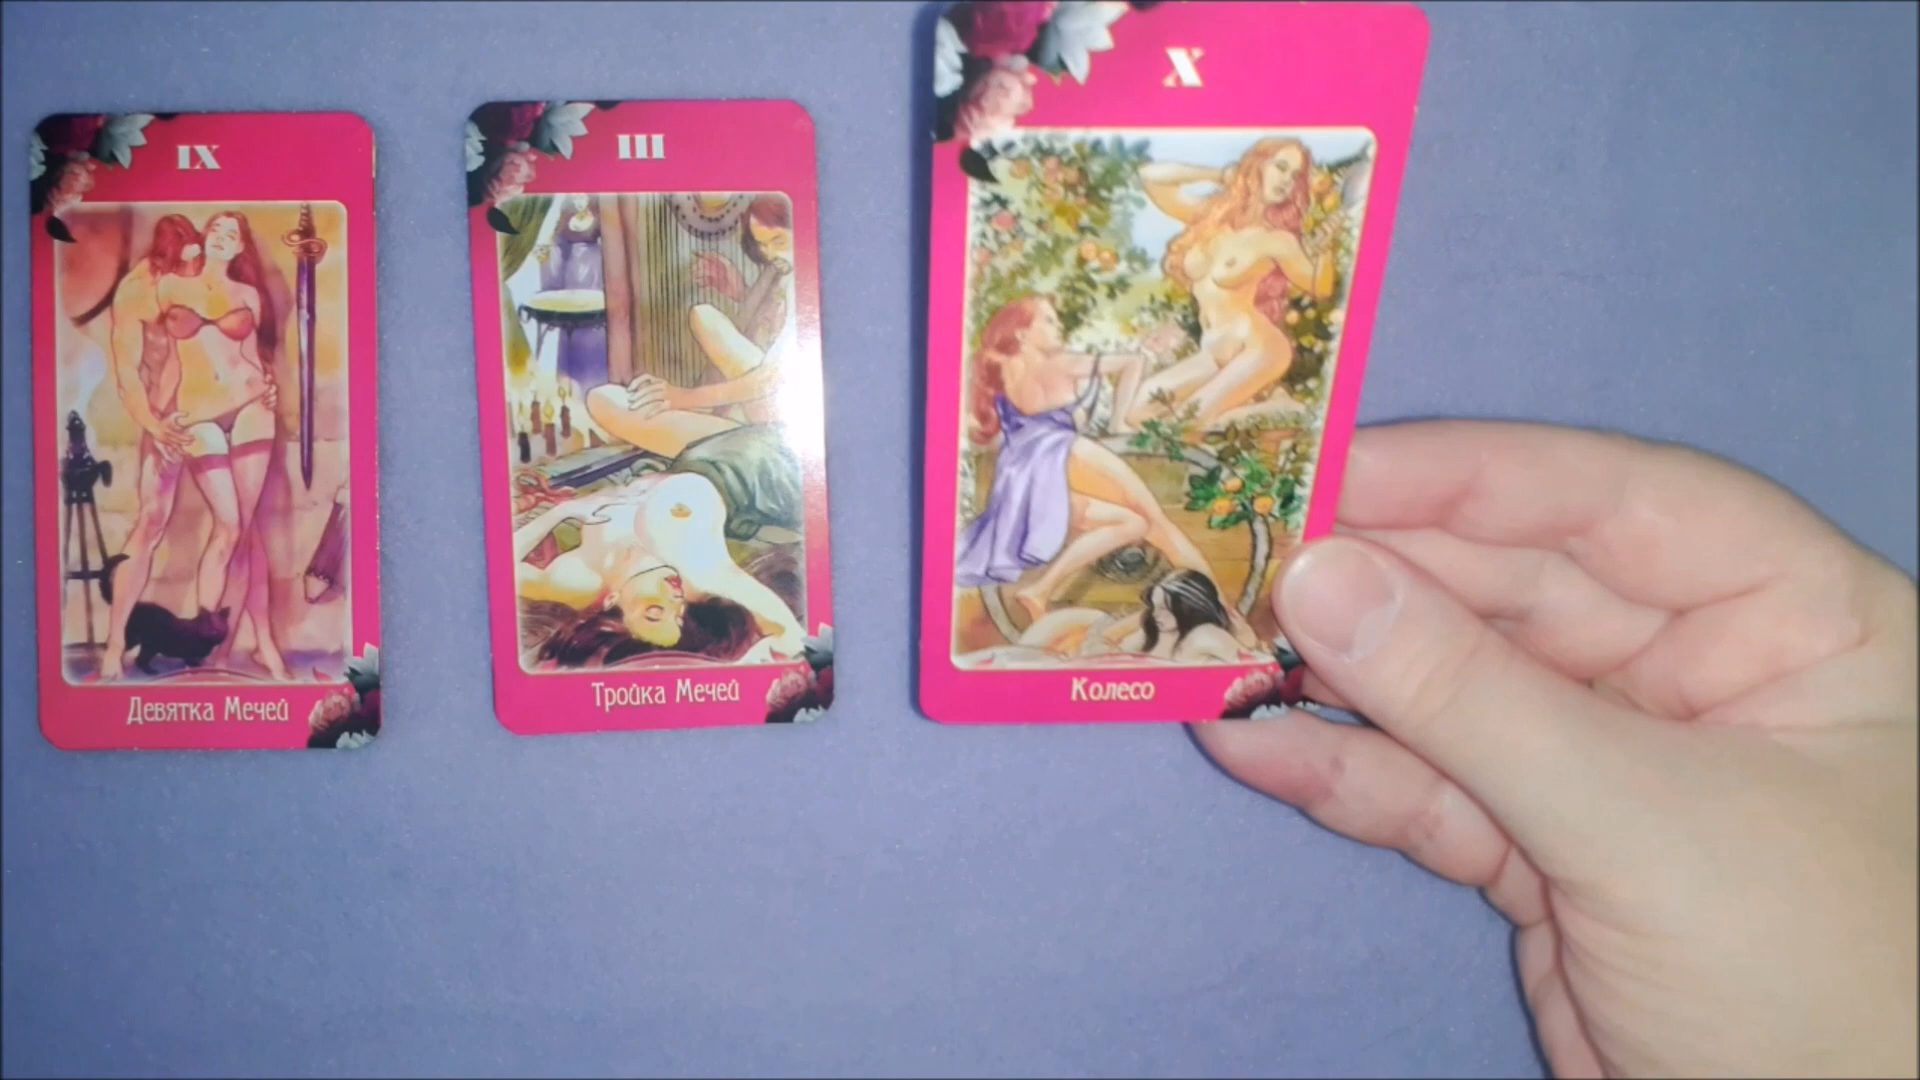 IX
Девятка Мечей
III
Тройка Мечей
X
Колесо